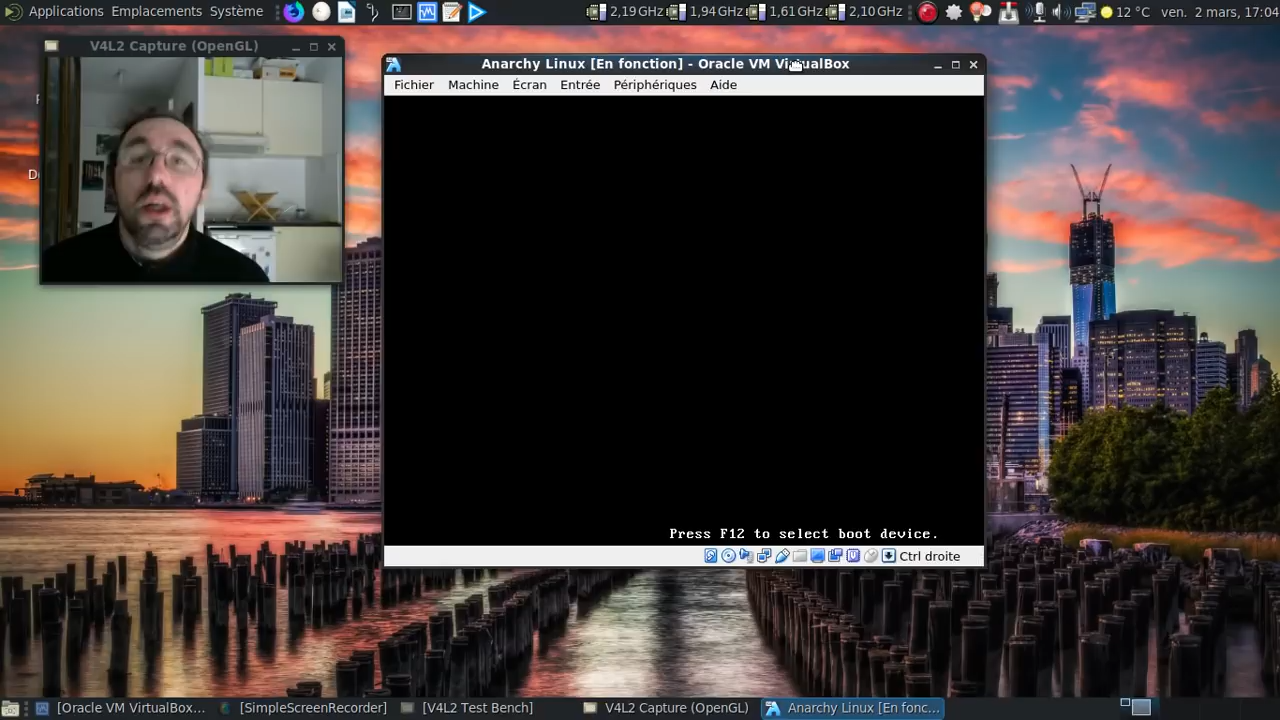 Applications Emplacements Système 2,19 GHz 1,94 GHz 1,61 GHz 2,10 GHz 12 °C ven. 2 mars, 17:04
V4L2 Capture (OpenGL)
Anarchy Linux [En fonction] - Oracle VM VirtualBox
Fichier Machine Écran Entrée Périphériques Aide
Press F12 to select boot device.
Ctrl droite
[Oracle VM VirtualBox... [SimpleScreenRecorder] [V4L2 Test Bench] V4L2 Capture (OpenGL) Anarchy Linux [En fonc...